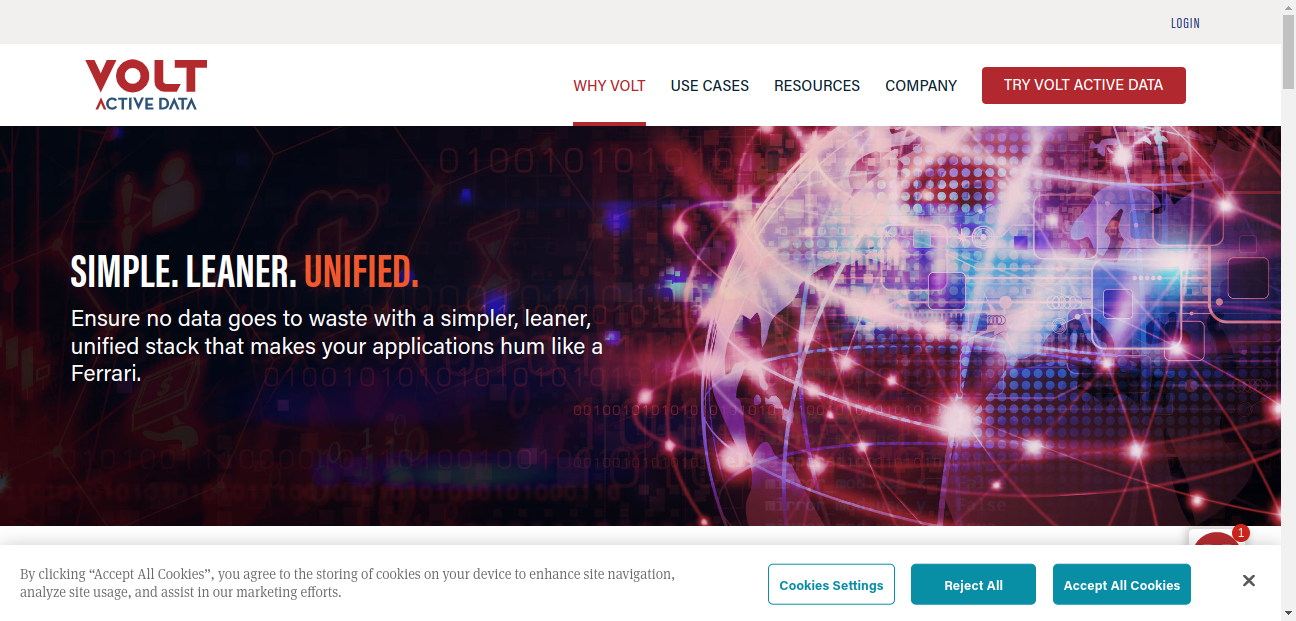 LOGIN
VOLT
ACTIVE DATA
WHY VOLT
USE CASES
RESOURCES
COMPANY
TRY VOLT ACTIVE DATA
SIMPLE. LEANER. UNIFIED.
Ensure no data goes to waste with a simpler, leaner,
unified stack that makes your applications hum like a
Ferrari.
1
By clicking “Accept All Cookies”, you agree to the storing of cookies on your device to enhance site navigation,
analyze site usage, and assist in our marketing efforts.
Cookies Settings
Reject All
Accept All Cookies